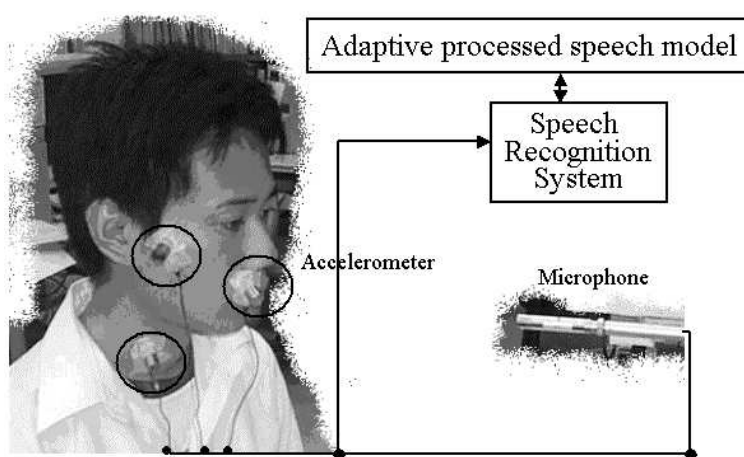 Adaptive processed speech model
Speech
Recognition
System
Accelerometer
Microphone